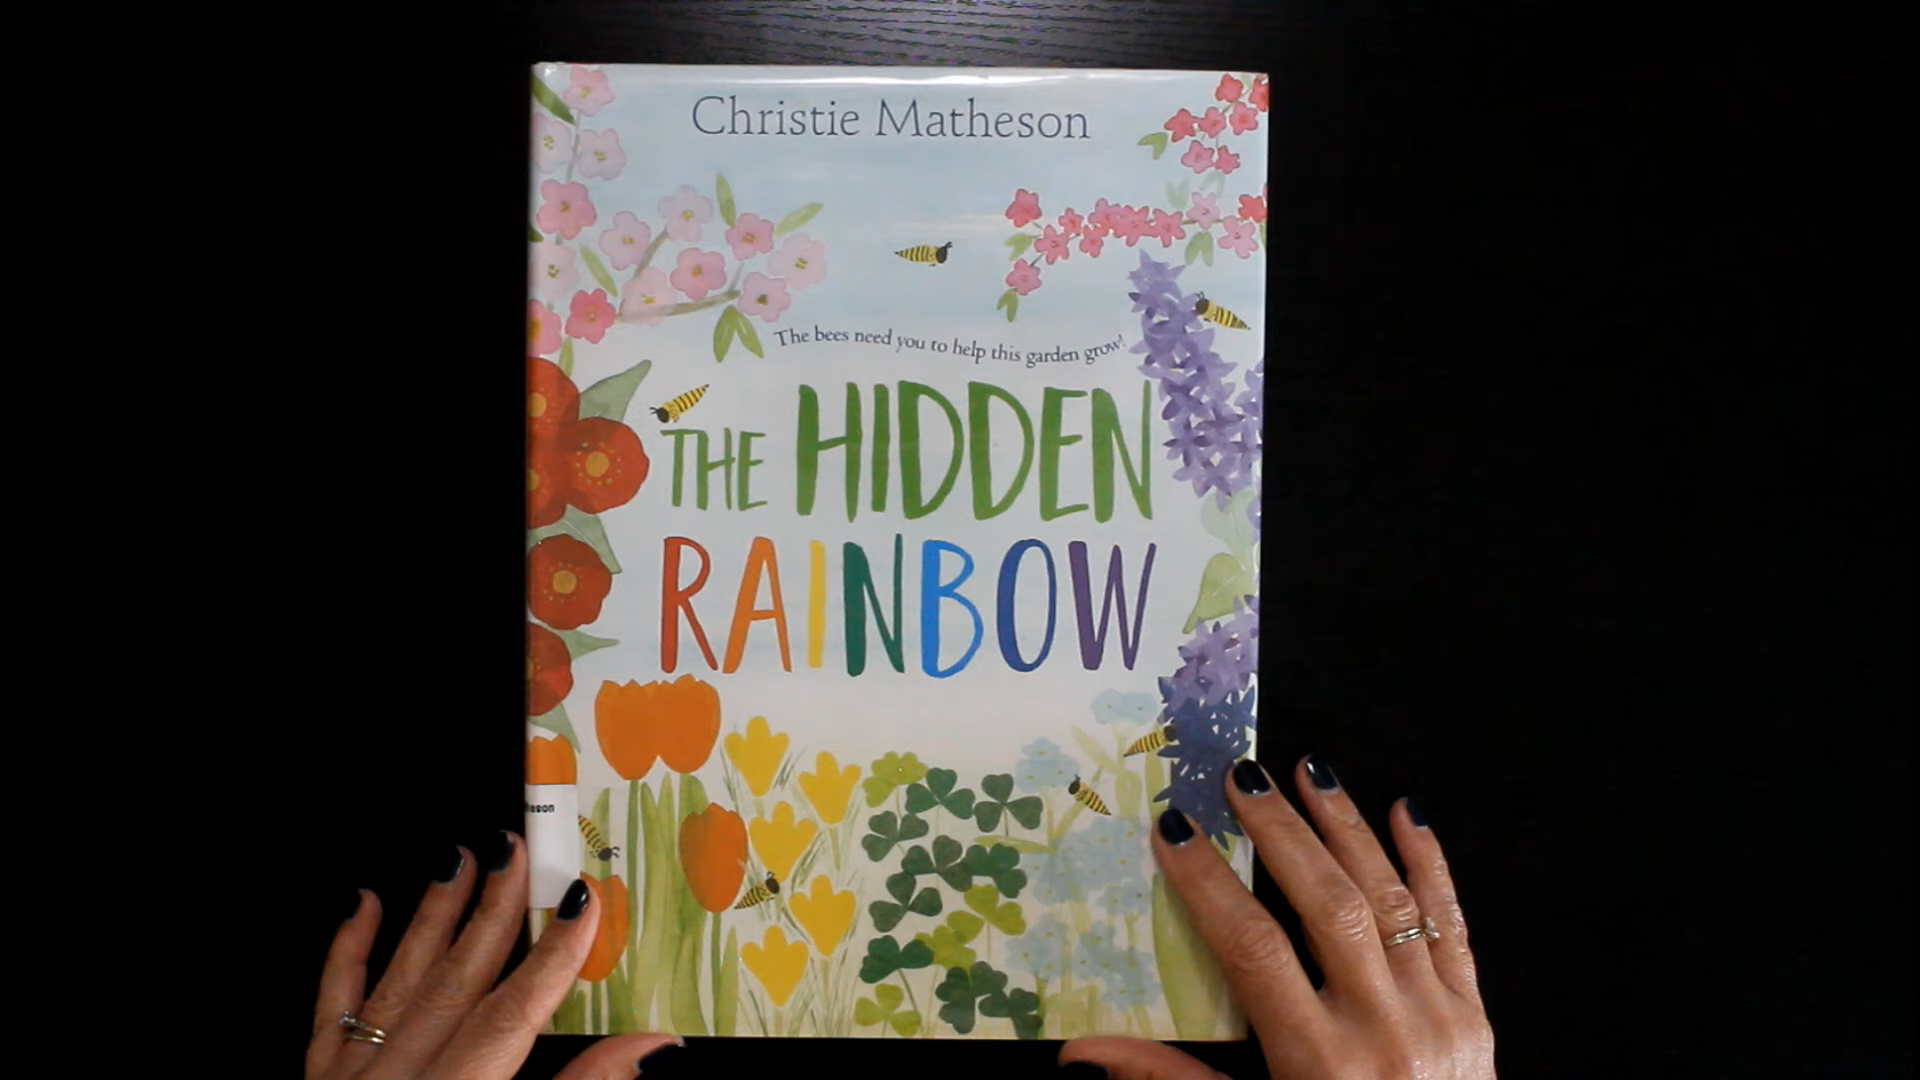 Christie Matheson
The bees need you to help this garden grow!
THE HIDDEN
RAINBOW